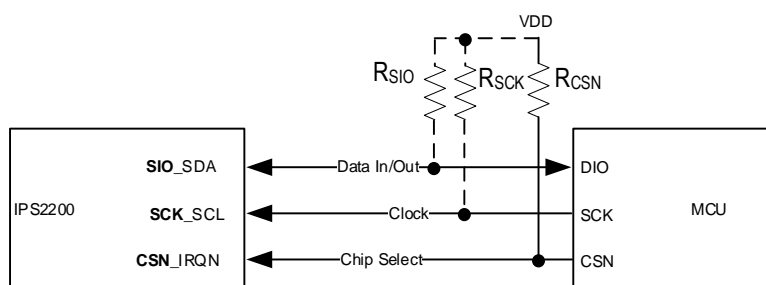 VDD
RSIO
RSCK
RCSN
SIO_SDA
Data In/Out
DIO
IPS2200
SCK_SCL
Clock
SCK
MCU
CSN_IRQN
Chip Select
CSN